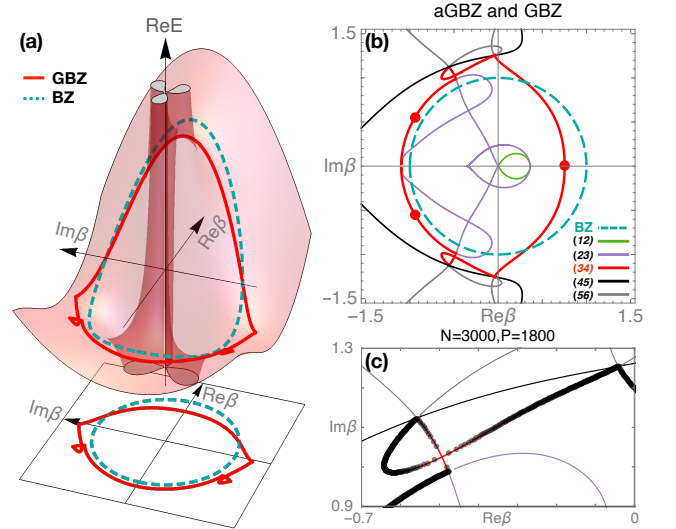 (a)
ReE
GBZ
BZ
Imβ
Reβ
Reβ
Imβ
aGBZ and GBZ
(b)
1.5
Imβ
BZ
(12)
(23)
(34)
(45)
(56)
−1.5
−1.5
Reβ
1.5
N=3000,P=1800
(c)
1.3
Imβ
0.9
−0.7
Reβ
0